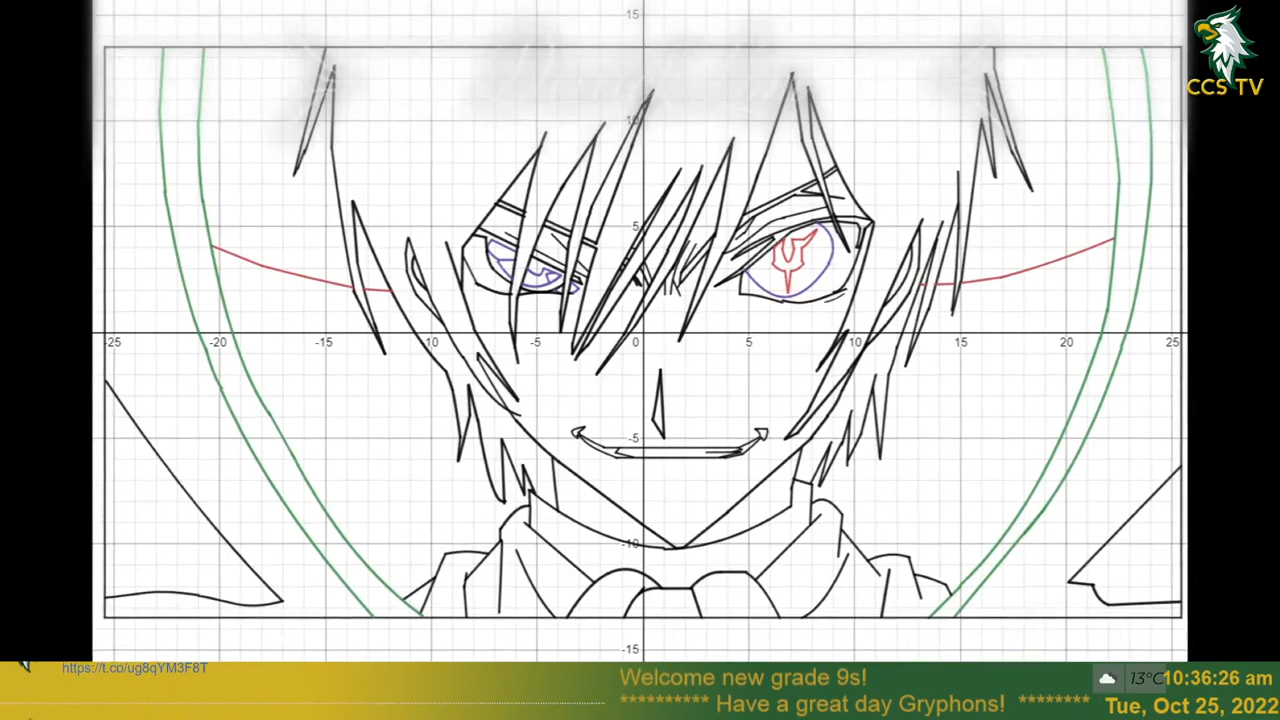 15
CCS TV
10
5
-25 -20 -15 -10 -5 0 5 10 15 20 25
-5
-10
-15
https://t.co/ug8qYM3F8T
Welcome new grade 9s!
13°C 10:36:26 am
********** Have a great day Gryphons! ********
Tue, Oct 25, 2022